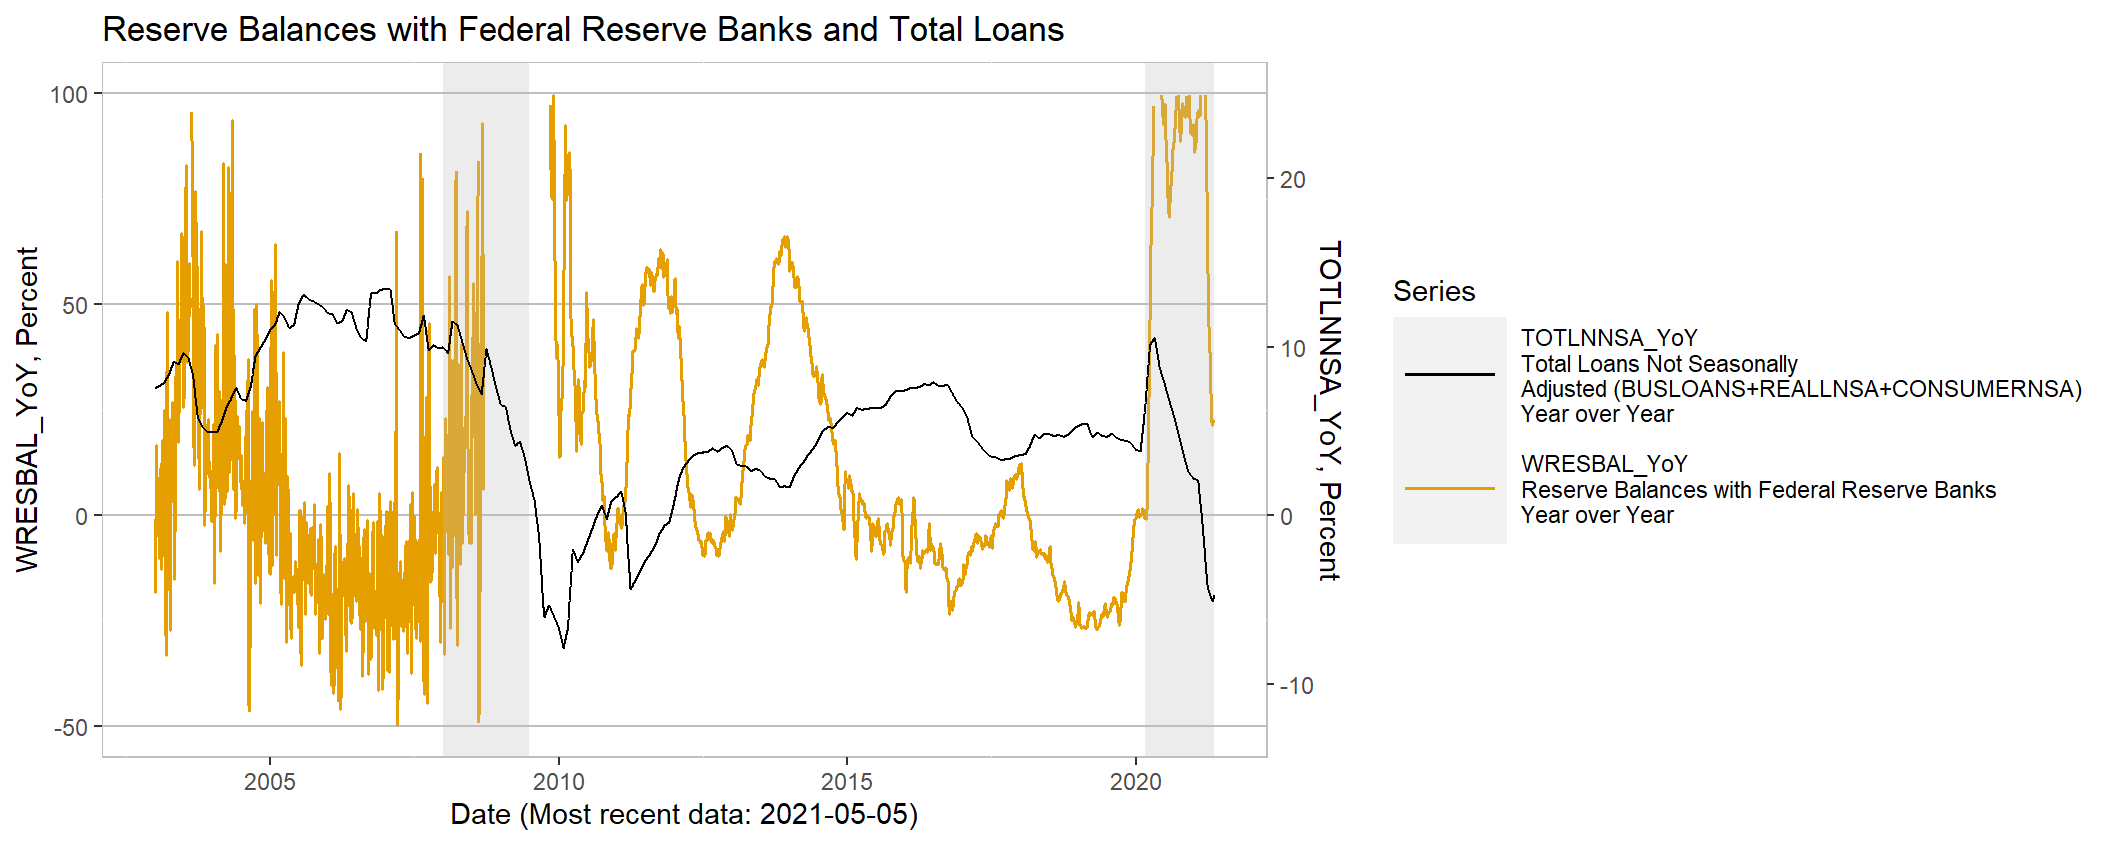 Reserve Balances with Federal Reserve Banks and Total Loans
WRESBAL_YoY, Percent
100
50
0
-50
20
10
0
-10
TOTLNNSA_YoY, Percent
2005
2010
2015
2020
Date (Most recent data: 2021-05-05)
Series
TOTLNNSA_YoY
Total Loans Not Seasonally
Adjusted (BUSLOANS+REALLNSA+CONSUMERNSA)
Year over Year
WRESBAL_YoY
Reserve Balances with Federal Reserve Banks
Year over Year